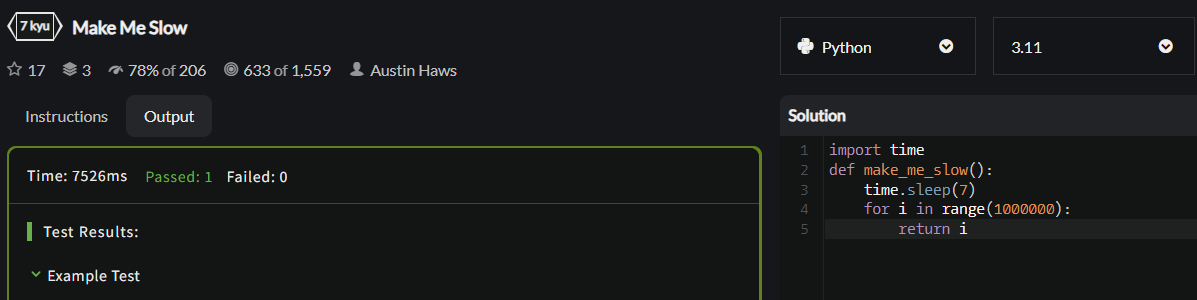 7 kyu Make Me Slow
17 3 78% of 206 633 of 1,559 Austin Haws
Instructions Output
Time: 7526ms Passed: 1 Failed: 0
Test Results:
Example Test
Python 3.11
Solution
1 import time
2 def make_me_slow():
3     time.sleep(7)
4     for i in range(1000000):
5         return i